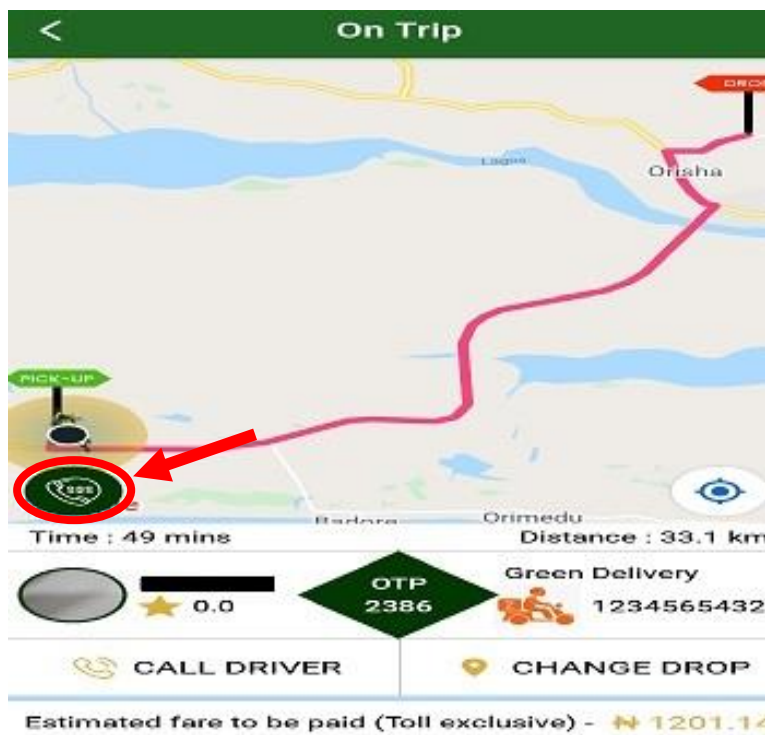 <
On Trip
DROP
Lagos
Orisha
PICK-UP
SOS
Badore
Orimedu
Time : 49 mins
Distance : 33.1 km
0.0
OTP
2386
Green Delivery
1234565432
CALL DRIVER
CHANGE DROP
Estimated fare to be paid (Toll exclusive) - ₦ 1201.14